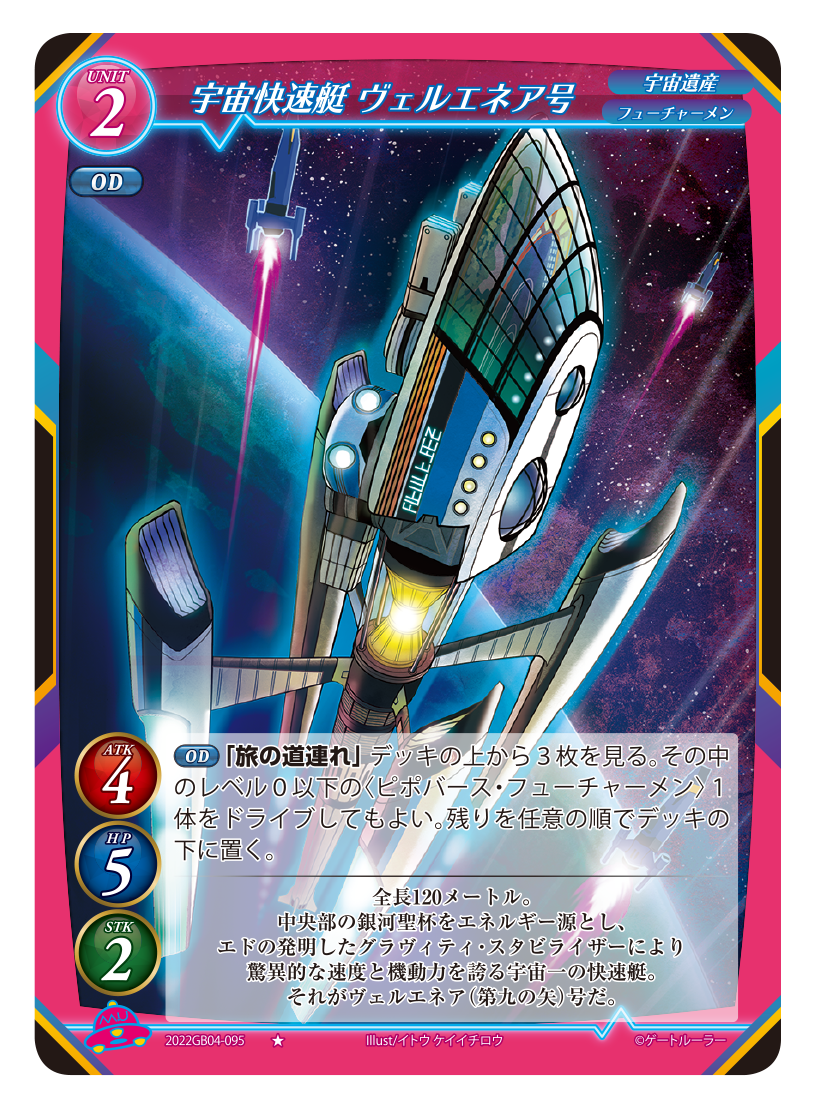 UNIT
2
宇宙快速艇 ヴェルエネア号
宇宙遺産
フューチャーメン
OD
ATK
4
HP
5
STK
2
OD「旅の道連れ」デッキの上から3枚を見る。その中
のレベル0以下の〈ピポバース・フューチャーメン〉1
体をドライブしてもよい。残りを任意の順でデッキの
下に置く。
全長120メートル。
中央部の銀河聖杯をエネルギー源とし、
エドの発明したグラヴィティ・スタビライザーにより
驚異的な速度と機動力を誇る宇宙一の快速艇。
それがヴェルエネア（第九の矢）号だ。
2022GB04-095 ★ Illust/イトウ ケイイチロウ ©ゲートルーラー